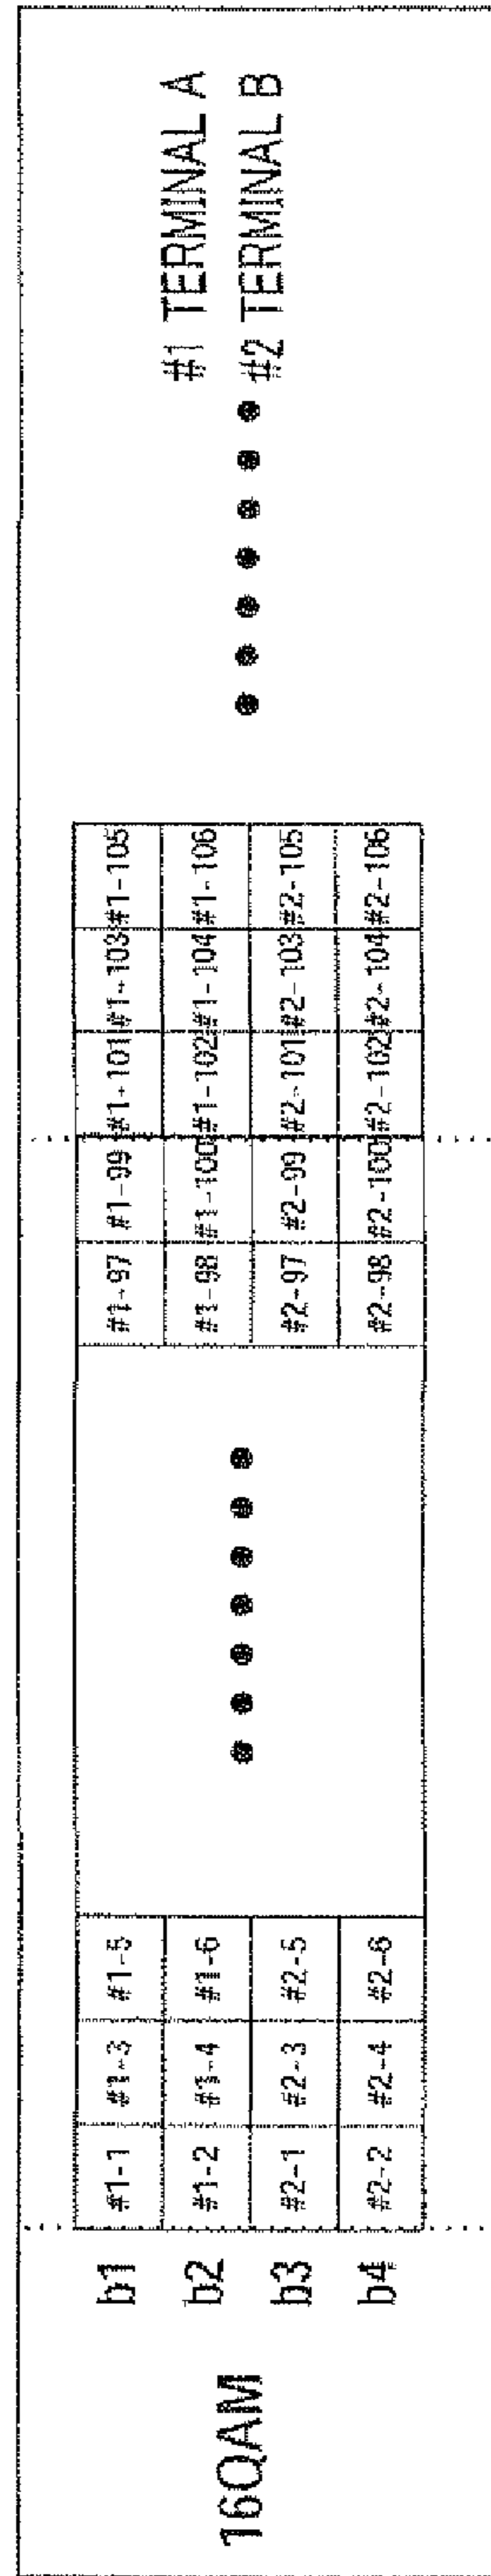 16QAM
b1 #1-1 #1-3 #1-5 #1-97 #1-99 #1-101 #1-103 #1-105
b2 #1-2 #1-4 #1-6 #1-98 #1-100 #1-102 #1-104 #1-106
b3 #2-1 #2-3 #2-5 #2-97 #2-99 #2-101 #2-103 #2-105
b4 #2-2 #2-4 #2-6 #2-98 #2-100 #2-102 #2-104 #2-106
#1 TERMINAL A
#2 TERMINAL B